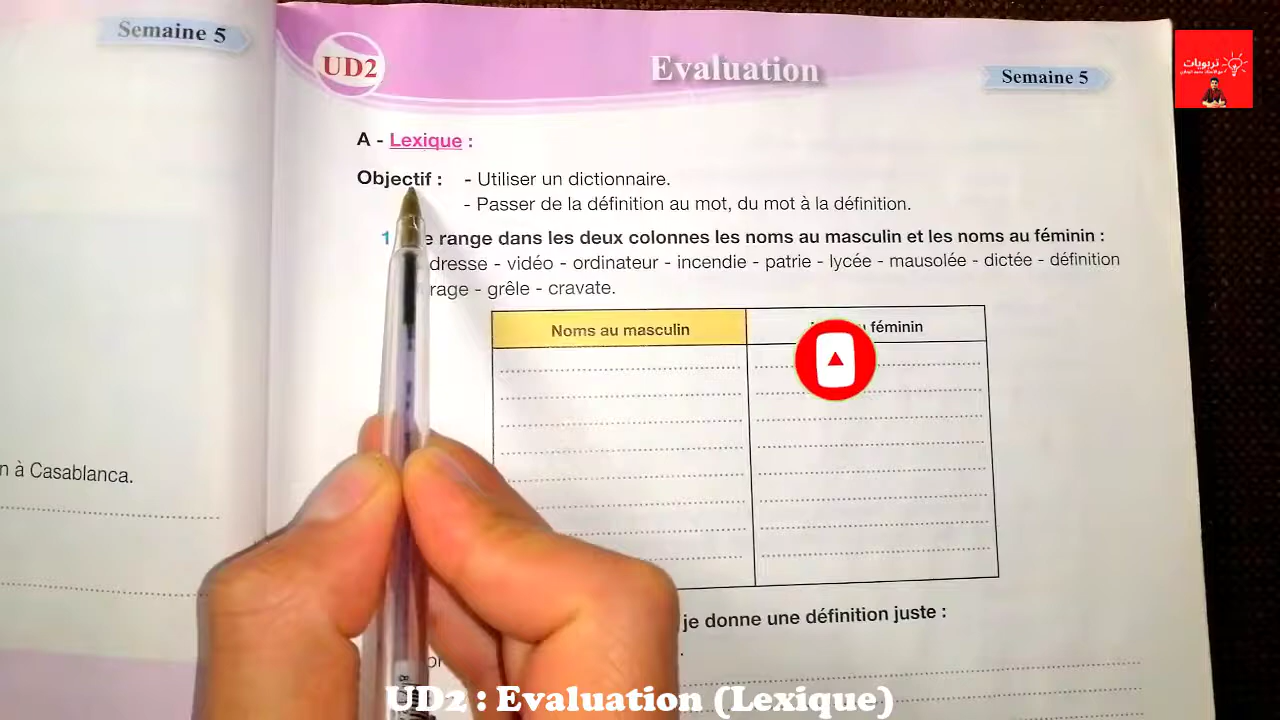 Semaine 5
UD2
Evaluation
Semaine 5
تربويات
A - Lexique :
Objectif : - Utiliser un dictionnaire.
- Passer de la définition au mot, du mot à la définition.
1 range dans les deux colonnes les noms au masculin et les noms au féminin :
dresse - vidéo - ordinateur - incendie - patrie - lycée - mausolée - dictée - définition
rage - grêle - cravate.
Noms au masculin
féminin
n à Casablanca.
je donne une définition juste :
UD2 : Evaluation (Lexique)